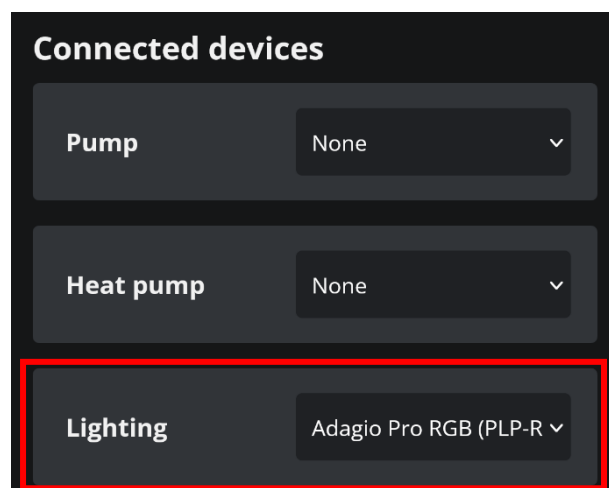 Connected devices
Pump None
Heat pump None
Lighting Adagio Pro RGB (PLP-R